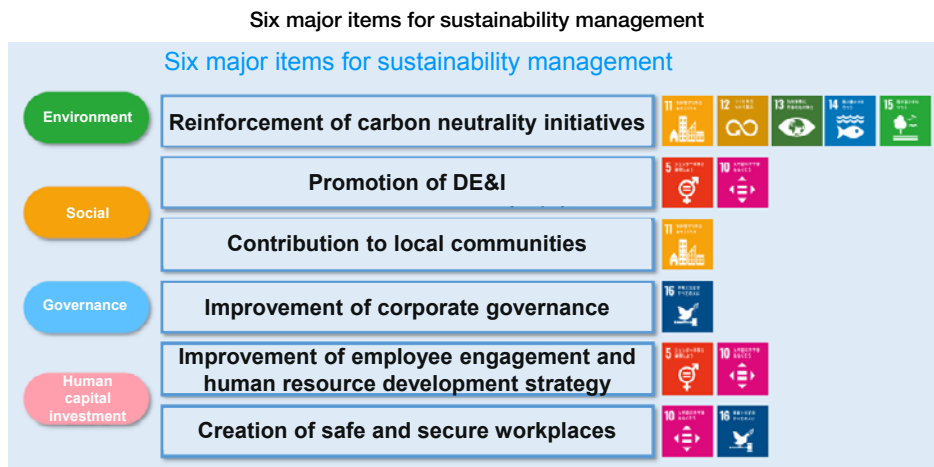 Six major items for sustainability management
Six major items for sustainability management
Environment
Reinforcement of carbon neutrality initiatives
11
12
13
14
15
Social
Promotion of DE&I
5
10
Contribution to local communities
11
Governance
Improvement of corporate governance
16
Human
capital
investment
Improvement of employee engagement and
human resource development strategy
5
10
Creation of safe and secure workplaces
10
16